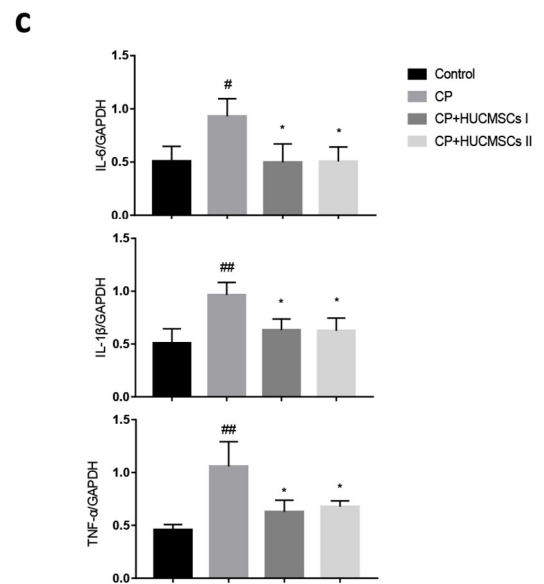 C
Control
CP
CP+HUCMSCs I
CP+HUCMSCs II
IL-6/GAPDH
1.5
1.0
0.5
0.0
#
*
*
IL-1β/GAPDH
1.5
1.0
0.5
0.0
##
*
*
TNF-α/GAPDH
1.5
1.0
0.5
0.0
##
*
*